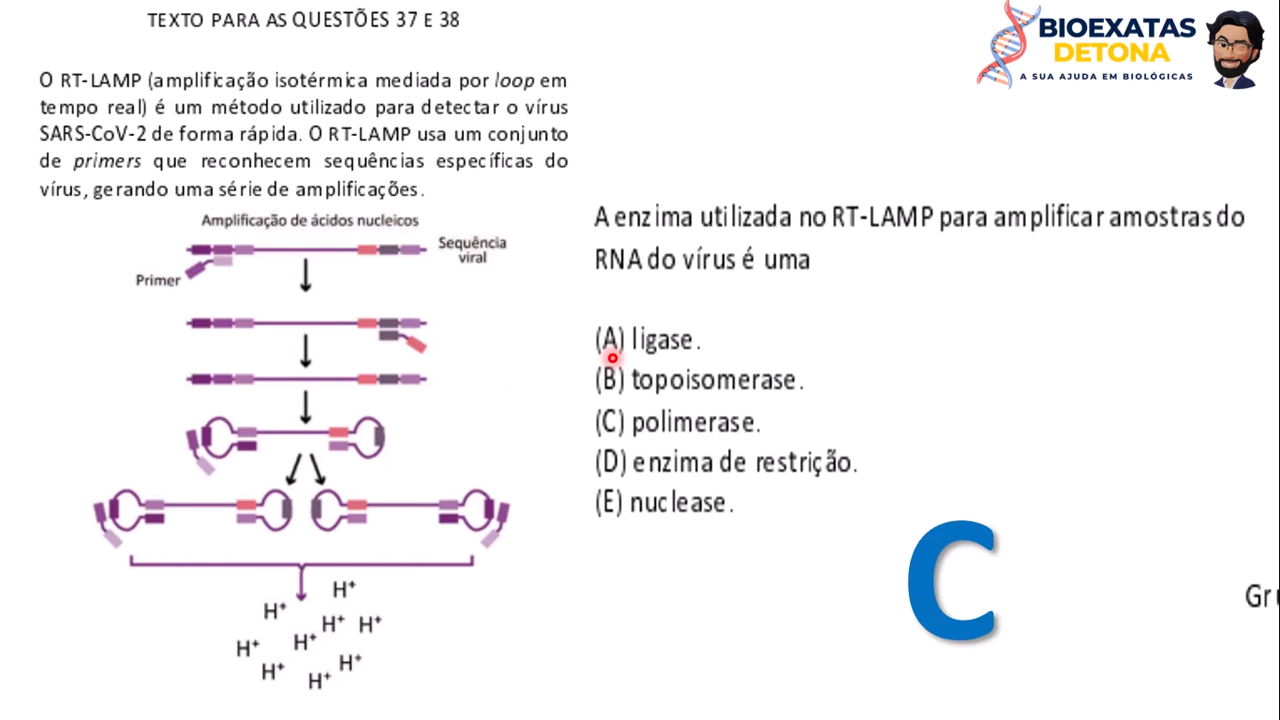 TEXTO PARA AS QUESTÕES 37 E 38
BIOEXATAS
DETONA
A SUA AJUDA EM BIOLÓGICAS
O RT-LAMP (amplificação isotérmica mediada por loop em
tempo real) é um método utilizado para detectar o vírus
SARS-CoV-2 de forma rápida. O RT-LAMP usa um conjunto
de primers que reconhecem sequências específicas do
vírus, gerando uma série de amplificações.
Amplificação de ácidos nucleicos
Sequência
viral
Primer
H⁺
H⁺
H⁺
H⁺
H⁺
H⁺
H⁺
H⁺
H⁺
A enzima utilizada no RT-LAMP para amplificar amostras do
RNA do vírus é uma
(A) ligase.
(B) topoisomerase.
(C) polimerase.
(D) enzima de restrição.
(E) nuclease.
C